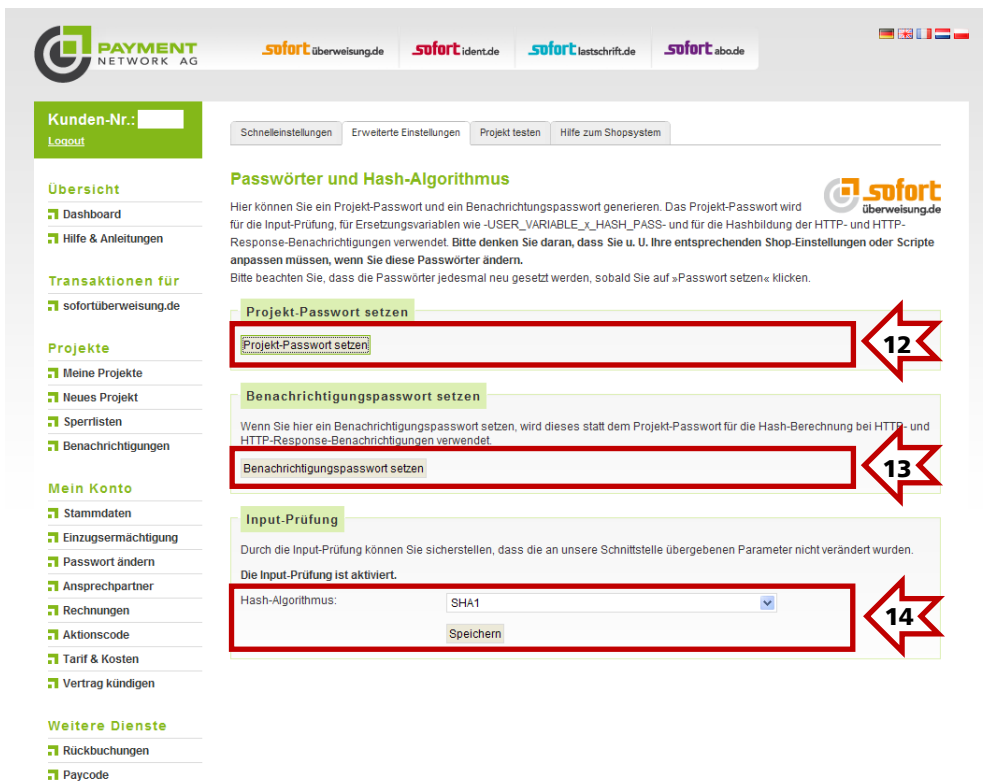 PAYMENT
NETWORK AG
sofort überweisung.de
sofort ident.de
sofort lastschrift.de
sofort abo.de
Kunden-Nr.:
Logout
Schnelleinstellungen
Erweiterte Einstellungen
Projekt testen
Hilfe zum Shopsystem
Übersicht
Dashboard
Hilfe & Anleitungen
Transaktionen für
sofortüberweisung.de
Projekte
Meine Projekte
Neues Projekt
Sperrlisten
Benachrichtigungen
Mein Konto
Stammdaten
Einzugsermächtigung
Passwort ändern
Ansprechpartner
Rechnungen
Aktionscode
Tarif & Kosten
Vertrag kündigen
Weitere Dienste
Rückbuchungen
Paycode
Passwörter und Hash-Algorithmus
sofort
überweisung.de
Hier können Sie ein Projekt-Passwort und ein Benachrichtungspasswort generieren. Das Projekt-Passwort wird
für die Input-Prüfung, für Ersetzungsvariablen wie -USER_VARIABLE_x_HASH_PASS- und für die Hashbildung der HTTP- und HTTP-
Response-Benachrichtigungen verwendet. Bitte denken Sie daran, dass Sie u. U. Ihre entsprechenden Shop-Einstellungen oder Scripte
anpassen müssen, wenn Sie diese Passwörter ändern.
Bitte beachten Sie, dass die Passwörter jedesmal neu gesetzt werden, sobald Sie auf »Passwort setzen« klicken.
Projekt-Passwort setzen
Projekt-Passwort setzen
12
Benachrichtigungspasswort setzen
Wenn Sie hier ein Benachrichtigungspasswort setzen, wird dieses statt dem Projekt-Passwort für die Hash-Berechnung bei HTTP- und
HTTP-Response-Benachrichtigungen verwendet.
Benachrichtigungspasswort setzen
13
Input-Prüfung
Durch die Input-Prüfung können Sie sicherstellen, dass die an unsere Schnittstelle übergebenen Parameter nicht verändert wurden.
Die Input-Prüfung ist aktiviert.
Hash-Algorithmus:
SHA1
Speichern
14